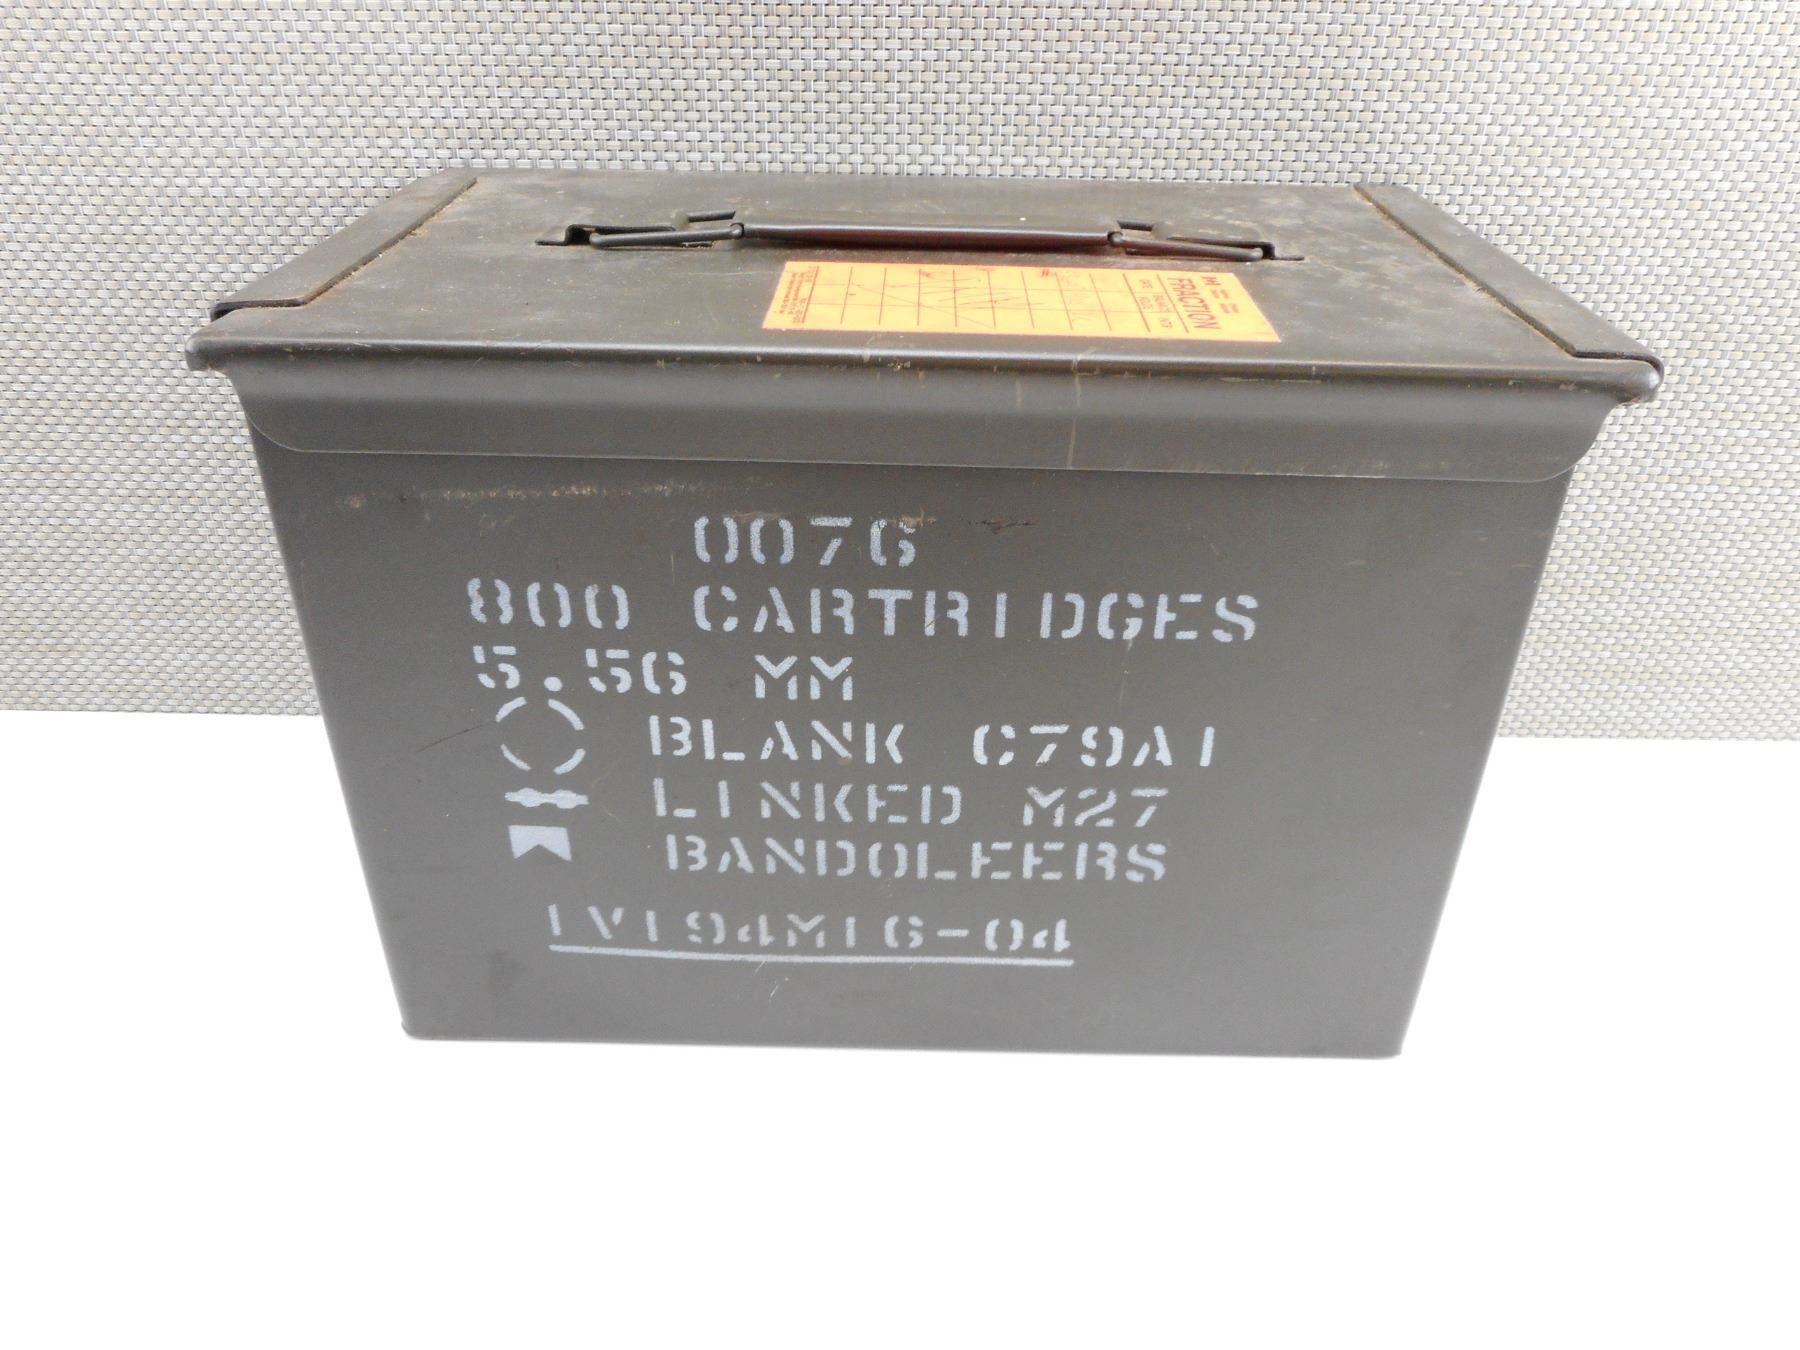 FRACTION
0076
800 CARTRIDGES
5.56 MM
BLANK C79A1
LINKED M27
BANDOLEERS
IVI94M16-04